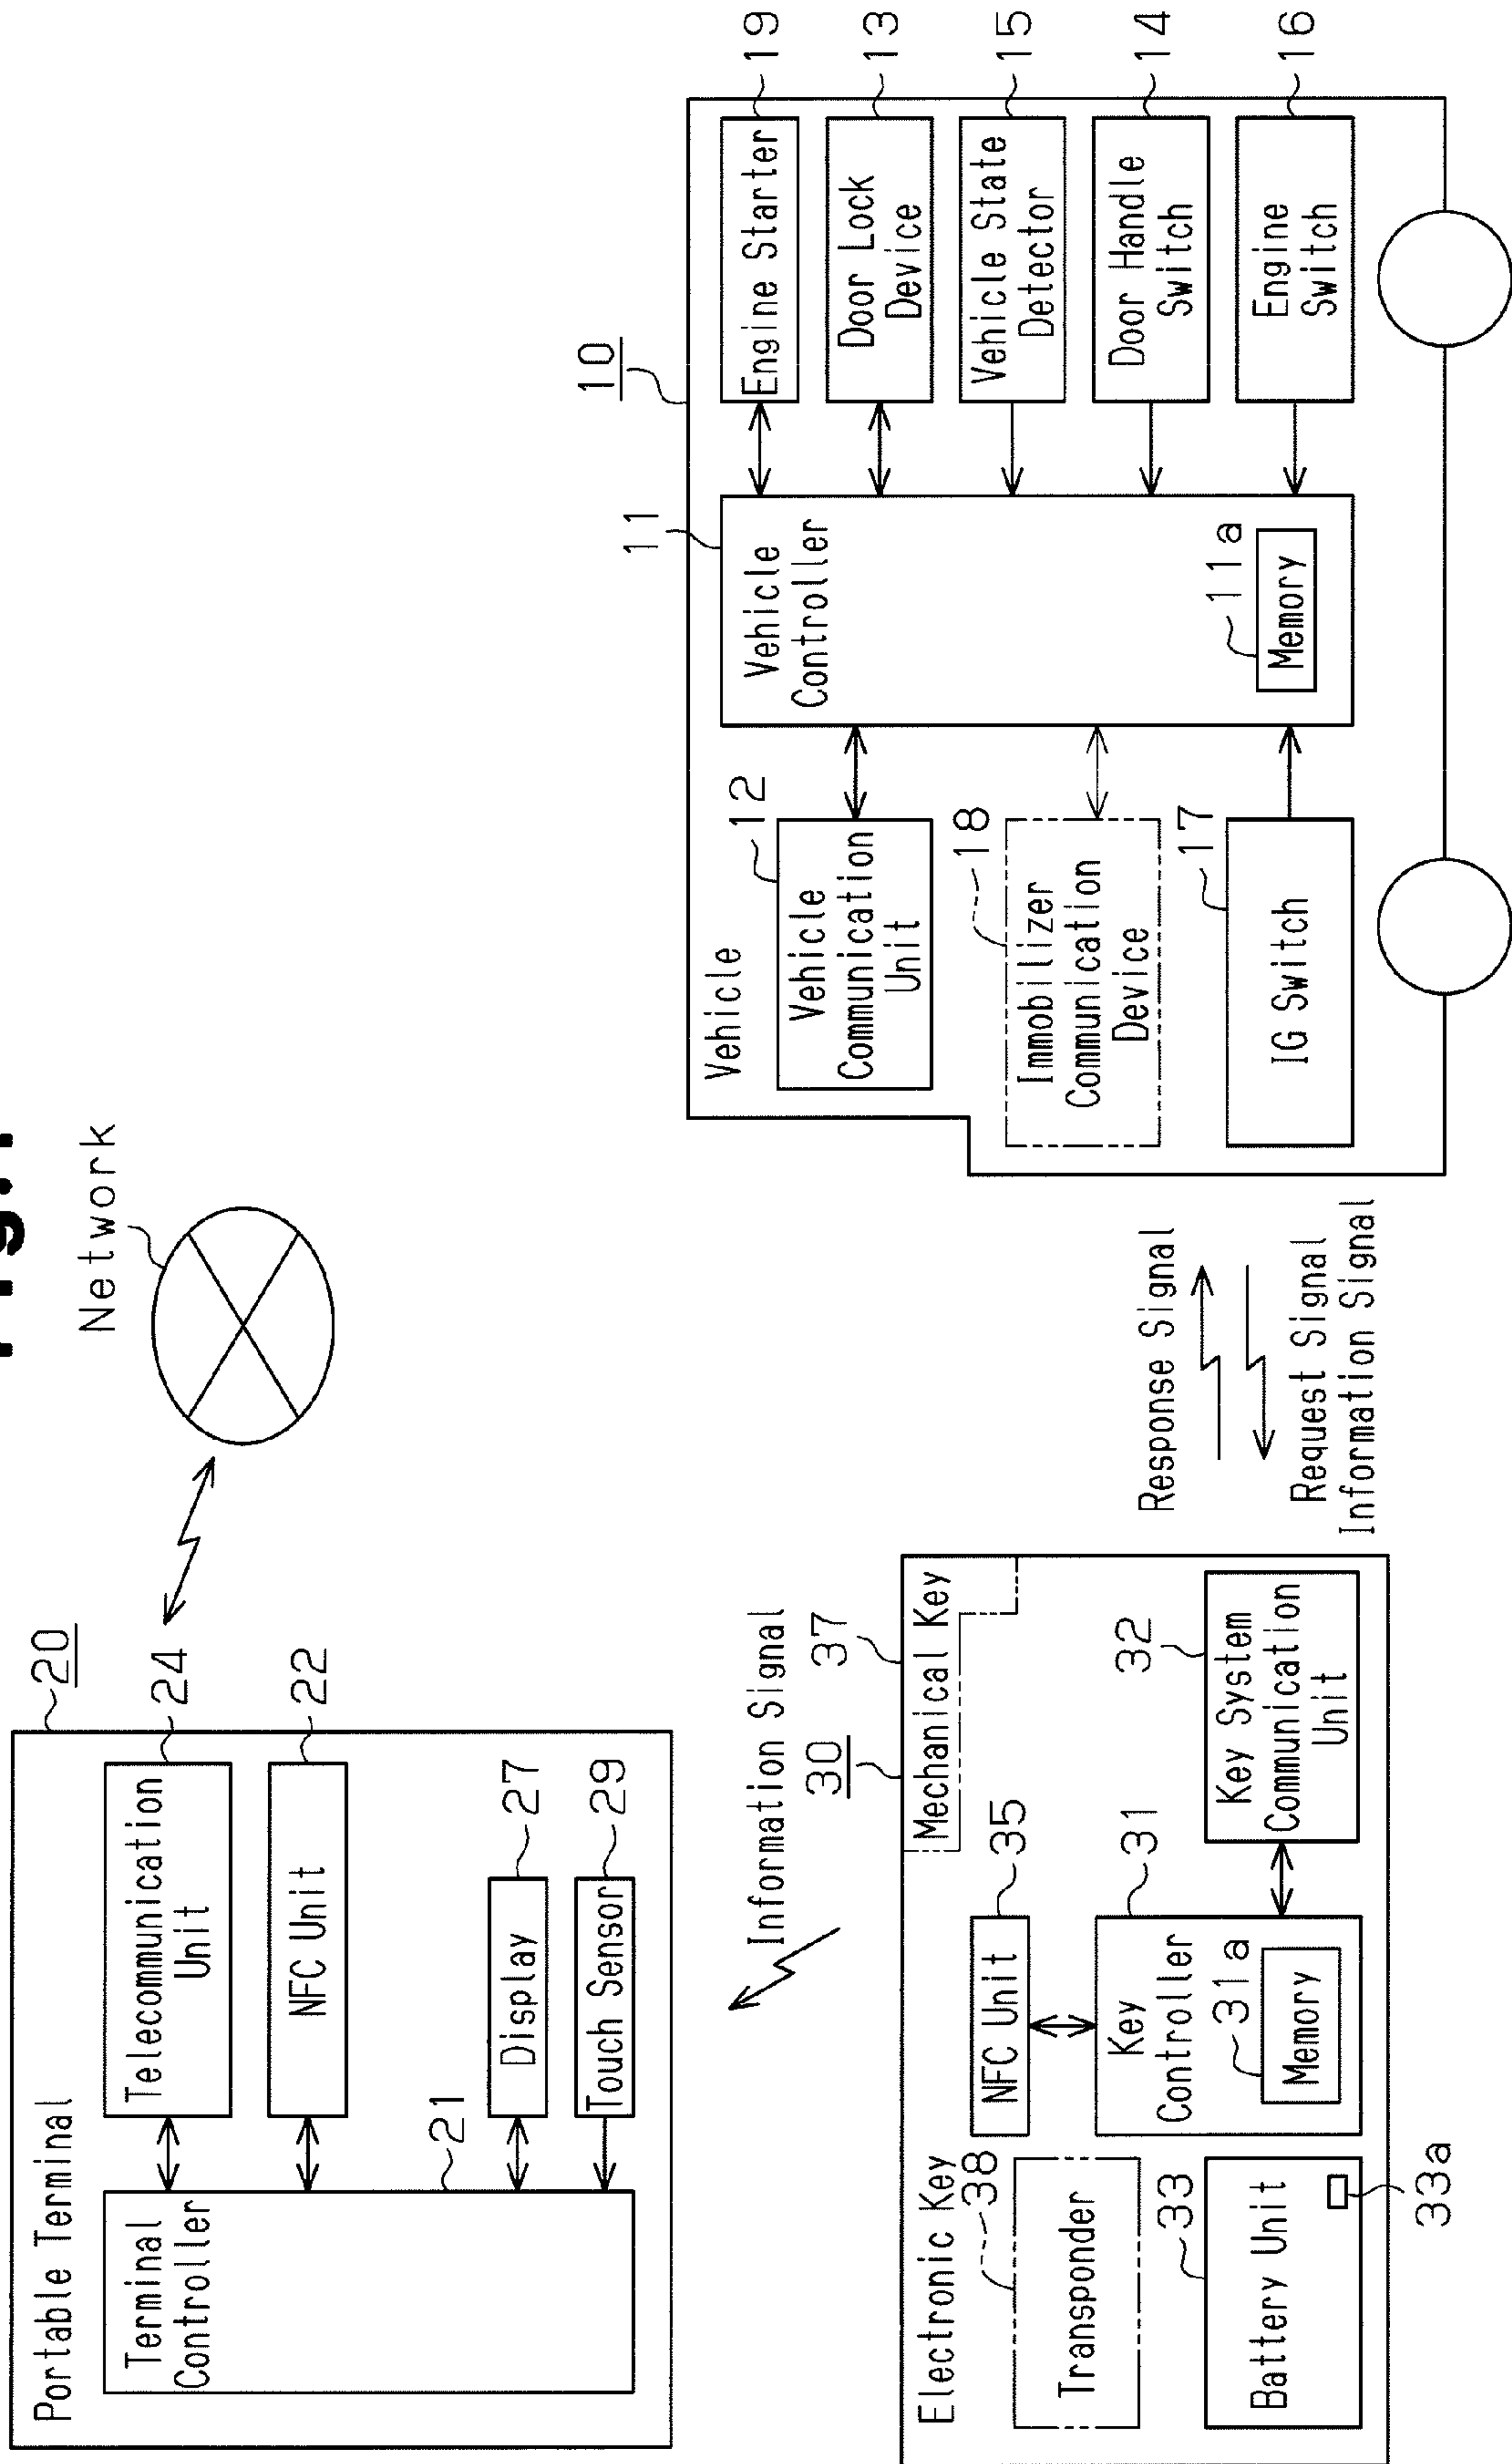 Fig.1
Network
20
Portable Terminal
Terminal
Controller
21
Telecommunication
Unit
24
NFC Unit
22
Display
27
Touch Sensor
29
Information Signal
30
Electronic Key
Mechanical Key
37
38
Transponder
NFC Unit
35
Key
Controller
31
31a
Memory
Key System
Communication
Unit
32
33
Battery Unit
33a
Response Signal
Request Signal
Information Signal
10
Vehicle
12
Vehicle
Communication
Unit
18
Immobilizer
Communication
Device
17
IG Switch
11
Vehicle
Controller
11a
Memory
Engine Starter
19
Door Lock
Device
13
Vehicle State
Detector
15
Door Handle
Switch
14
Engine
Switch
16